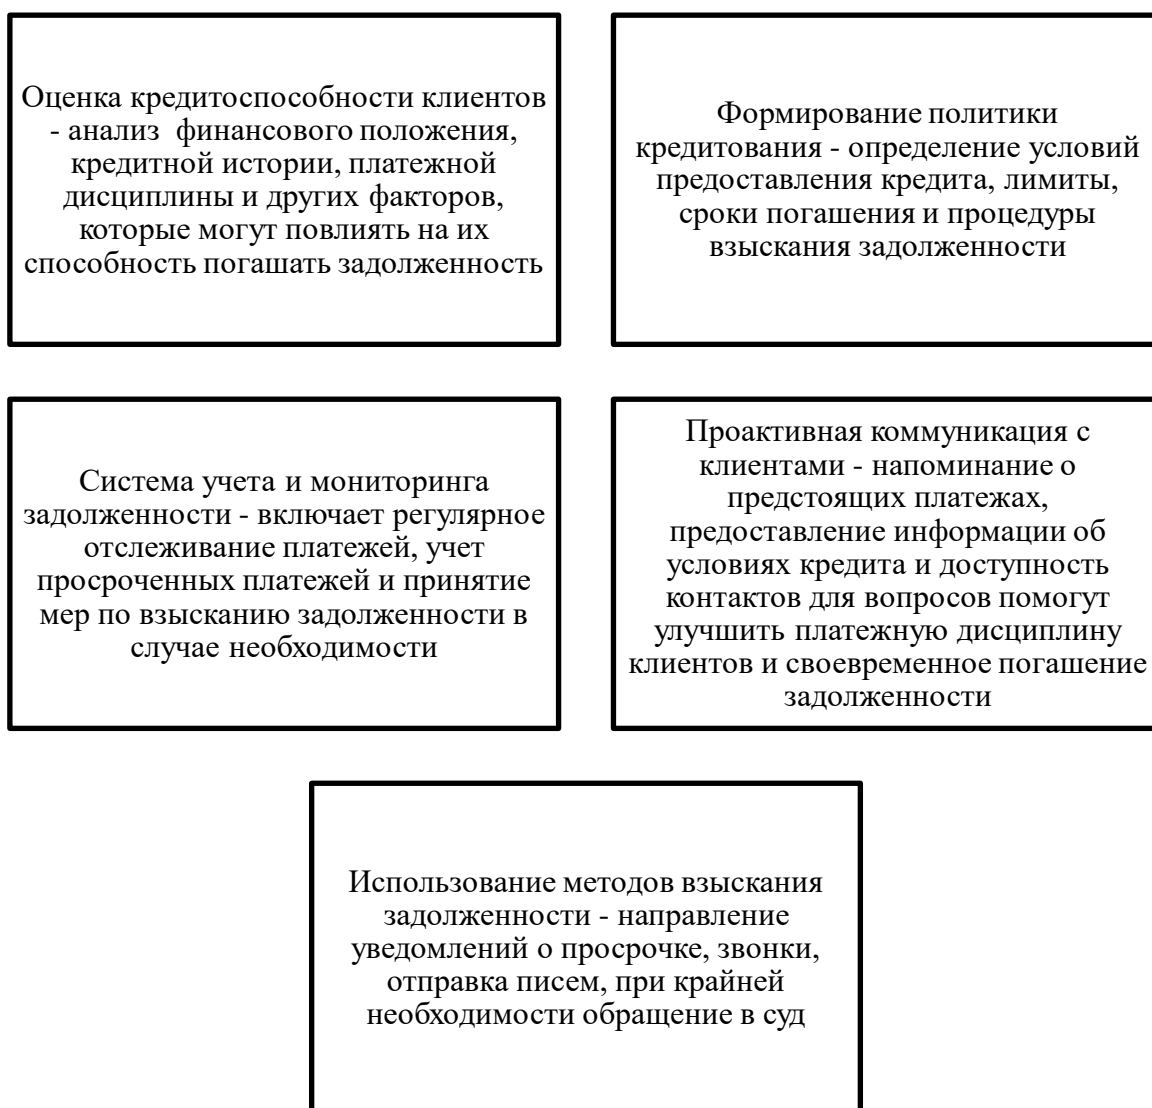 Оценка кредитоспособности клиентов
- анализ  финансового положения,
кредитной истории, платежной
дисциплины и других факторов,
которые могут повлиять на их
способность погашать задолженность
Формирование политики
кредитования - определение условий
предоставления кредита, лимиты,
сроки погашения и процедуры
взыскания задолженности
Система учета и мониторинга
задолженности - включает регулярное
отслеживание платежей, учет
просроченных платежей и принятие
мер по взысканию задолженности в
случае необходимости
Проактивная коммуникация с
клиентами - напоминание о
предстоящих платежах,
предоставление информации об
условиях кредита и доступность
контактов для вопросов помогут
улучшить платежную дисциплину
клиентов и своевременное погашение
задолженности
Использование методов взыскания
задолженности - направление
уведомлений о просрочке, звонки,
отправка писем, при крайней
необходимости обращение в суд